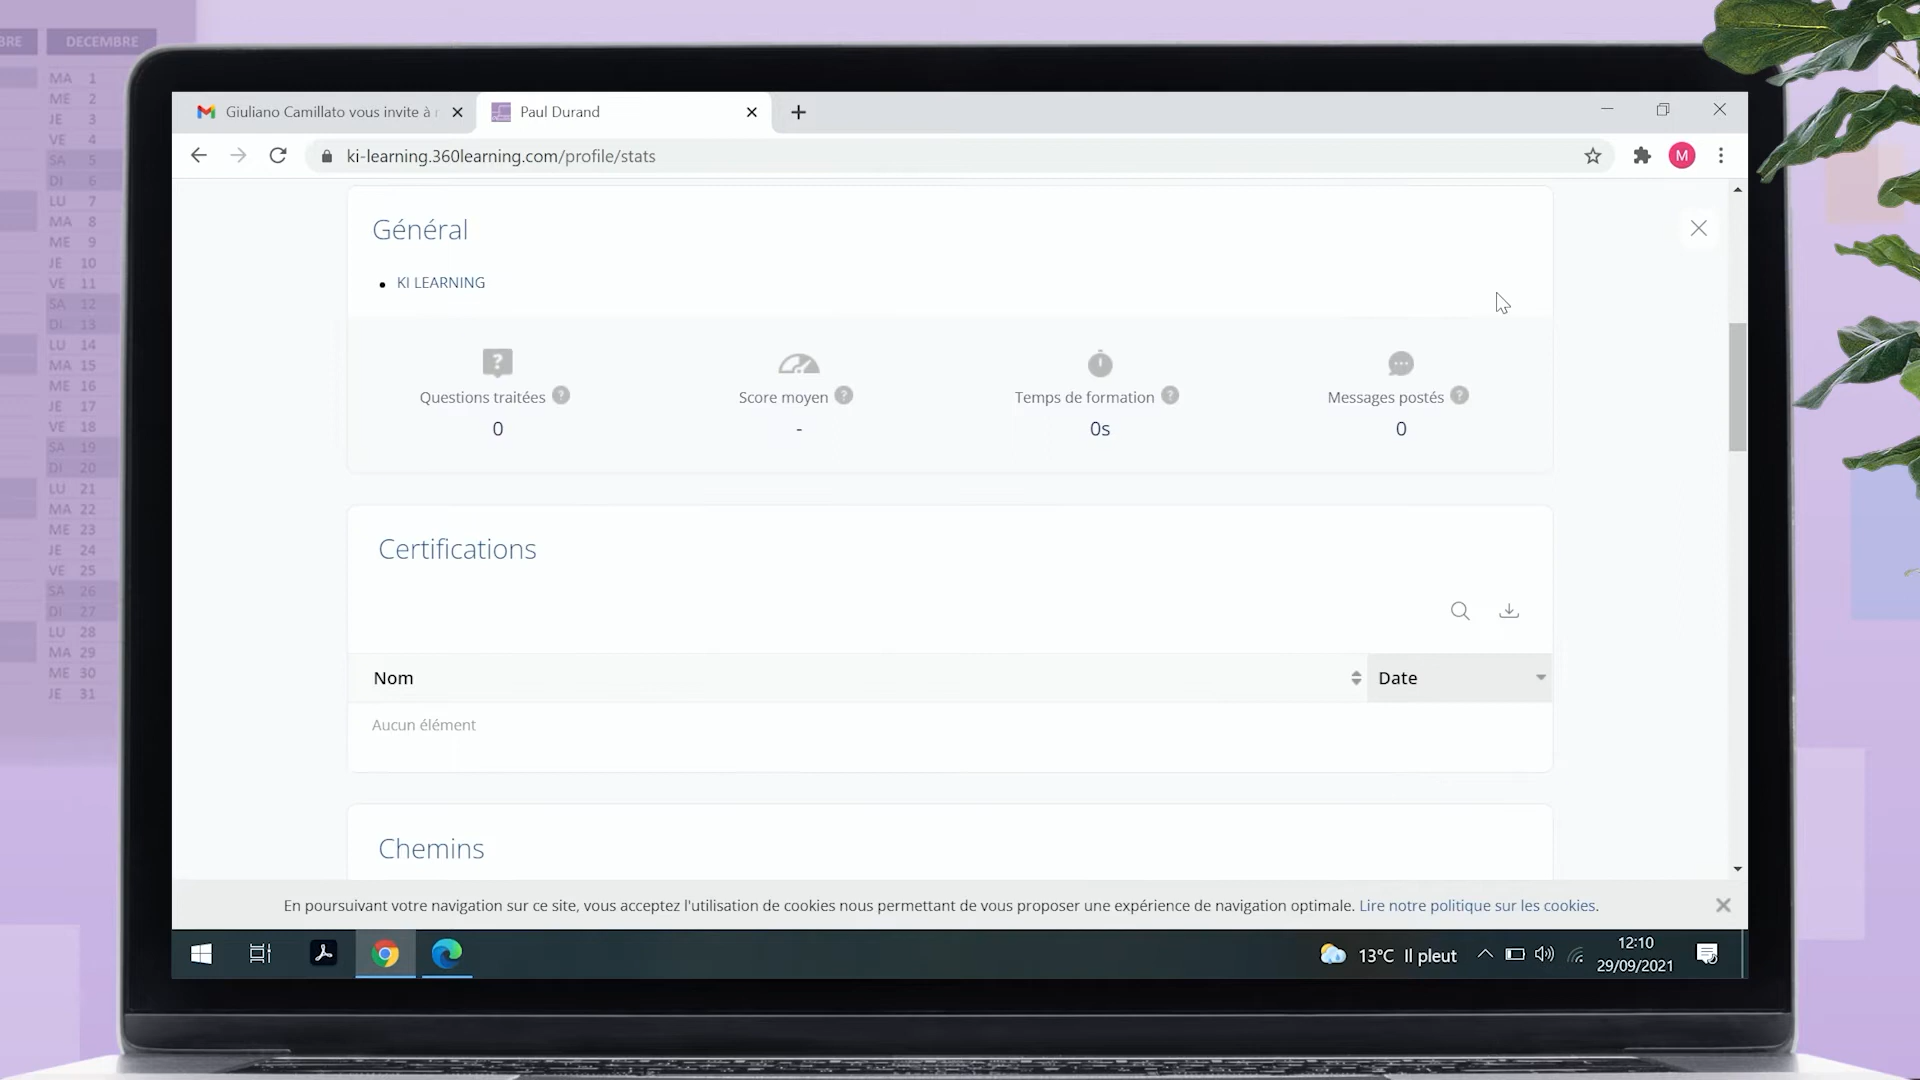 BRE
DECEMBRE
MA 1
ME 2
JE 3
VE 4
SA 5
DI 6
LU 7
MA 8
ME 9
JE 10
VE 11
SA 12
DI 13
LU 14
MA 15
ME 16
JE 17
VE 18
SA 19
DI 20
LU 21
MA 22
ME 23
JE 24
VE 25
SA 26
DI 27
LU 28
MA 29
ME 30
JE 31
Giuliano Camillato vous invite à
Paul Durand
ki-learning.360learning.com/profile/stats
M
Général
• KI LEARNING
Questions traitées ?
0
Score moyen ?
-
Temps de formation ?
0s
Messages postés ?
0
Certifications
Nom
Date
Aucun élément
Chemins
En poursuivant votre navigation sur ce site, vous acceptez l'utilisation de cookies nous permettant de vous proposer une expérience de navigation optimale. Lire notre politique sur les cookies.
13°C Il pleut
12:10
29/09/2021